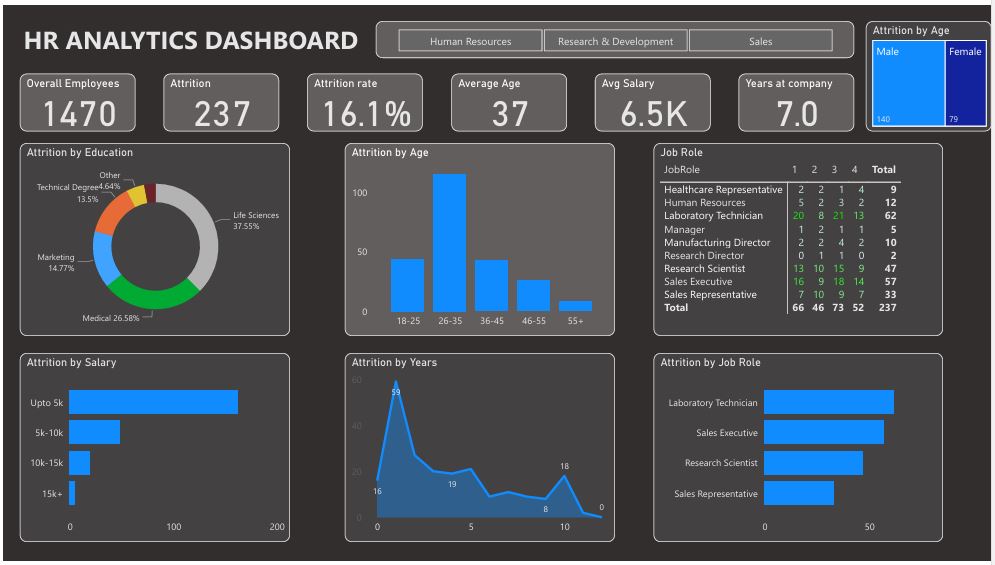 HR ANALYTICS DASHBOARD
Human Resources
Research & Development
Sales
Attrition by Age
Male
Female
140
79
Overall Employees
1470
Attrition
237
Attrition rate
16.1%
Average Age
37
Avg Salary
6.5K
Years at company
7.0
Attrition by Education
Other
4.64%
Technical Degree
13.5%
Life Sciences
37.55%
Marketing
14.77%
Medical 26.58%
Attrition by Age
100
50
0
18-25 26-35 36-45 46-55 55+
Job Role
JobRole 1 2 3 4 Total
Healthcare Representative 2 2 1 4 9
Human Resources 5 2 3 2 12
Laboratory Technician 20 8 21 13 62
Manager 1 2 1 1 5
Manufacturing Director 2 2 4 2 10
Research Director 0 1 1 0 2
Research Scientist 13 10 15 9 47
Sales Executive 16 9 18 14 57
Sales Representative 7 10 9 7 33
Total 66 46 73 52 237
Attrition by Salary
Upto 5k
5k-10k
10k-15k
15k+
0 100 200
Attrition by Years
60
40
20
0
59
16
19
8
18
0
0 5 10
Attrition by Job Role
Laboratory Technician
Sales Executive
Research Scientist
Sales Representative
0 50